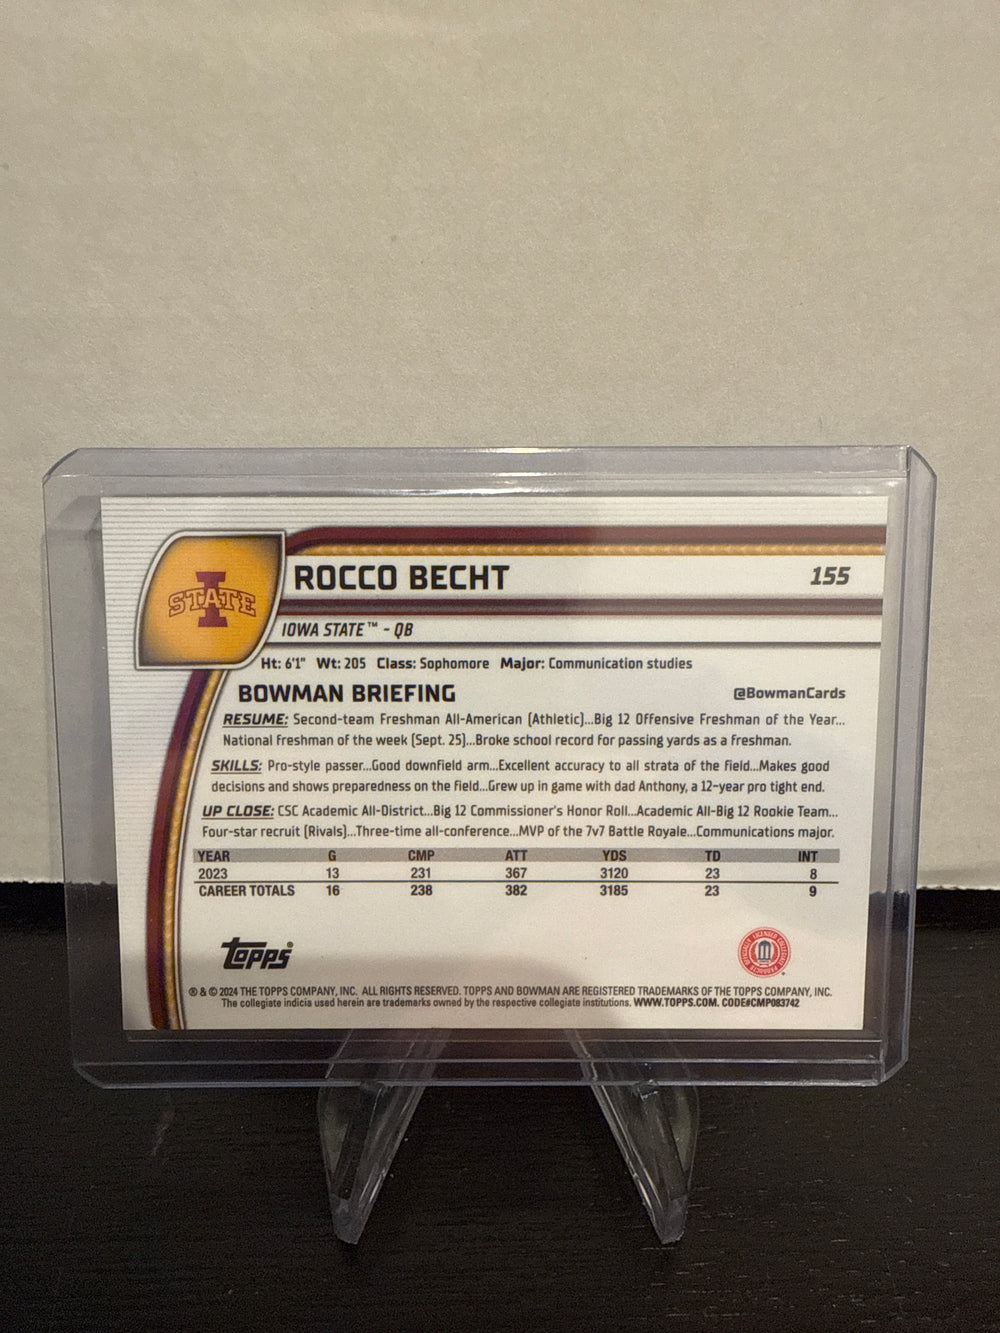 ROCCO BECHT
155
STATE
IOWA STATE™ - QB
Ht: 6'1" Wt: 205 Class: Sophomore Major: Communication studies
BOWMAN BRIEFING
@BowmanCards
RESUME: Second-team Freshman All-American (Athletic)...Big 12 Offensive Freshman of the Year...
National freshman of the week (Sept. 25)...Broke school record for passing yards as a freshman.
SKILLS: Pro-style passer...Good downfield arm...Excellent accuracy to all strata of the field...Makes good
decisions and shows preparedness on the field...Grew up in game with dad Anthony, a 12-year pro tight end.
UP CLOSE: CSC Academic All-District...Big 12 Commissioner's Honor Roll...Academic All-Big 12 Rookie Team...
Four-star recruit (Rivals)...Three-time all-conference...MVP of the 7v7 Battle Royale...Communications major.
YEAR G CMP ATT YDS TD INT
2023 13 231 367 3120 23 8
CAREER TOTALS 16 238 382 3185 23 9
Topps®
OFFICIALLY LICENSED COLLEGIATE PRODUCTS
® & © 2024 THE TOPPS COMPANY, INC. ALL RIGHTS RESERVED. TOPPS AND BOWMAN ARE REGISTERED TRADEMARKS OF THE TOPPS COMPANY, INC.
The collegiate indicia used herein are trademarks owned by the respective collegiate institutions. WWW.TOPPS.COM. CODE#CMP083742